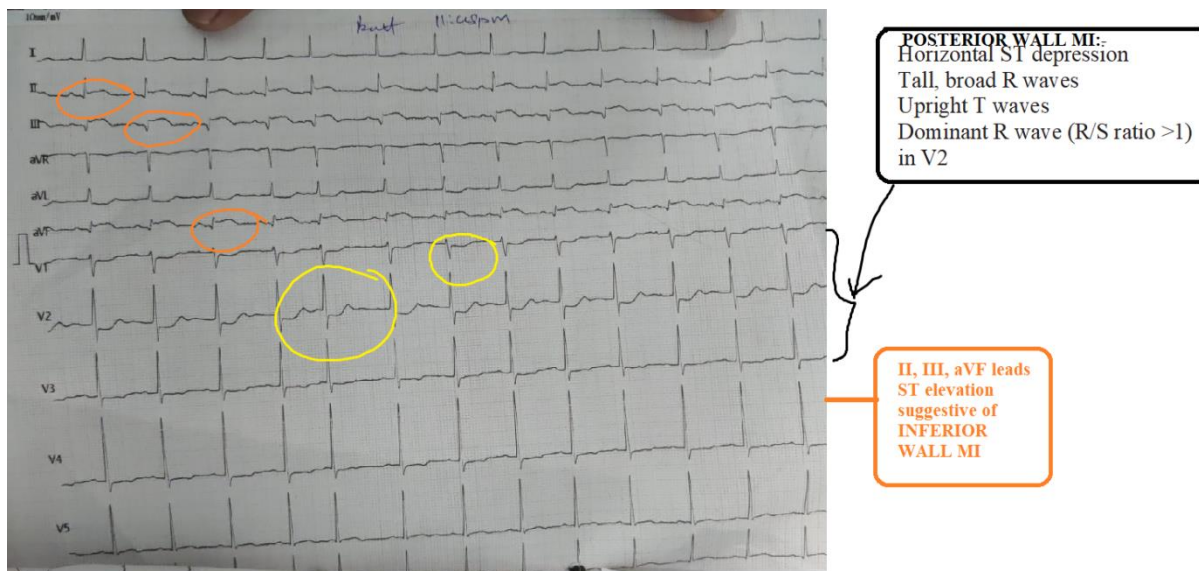 10mm/mV
11:45pm
I
II
III
aVR
aVL
aVF
V1
V2
V3
V4
V5
POSTERIOR WALL MI:-
Horizontal ST depression
Tall, broad R waves
Upright T waves
Dominant R wave (R/S ratio >1)
in V2
II, III, aVF leads
ST elevation
suggestive of
INFERIOR
WALL MI